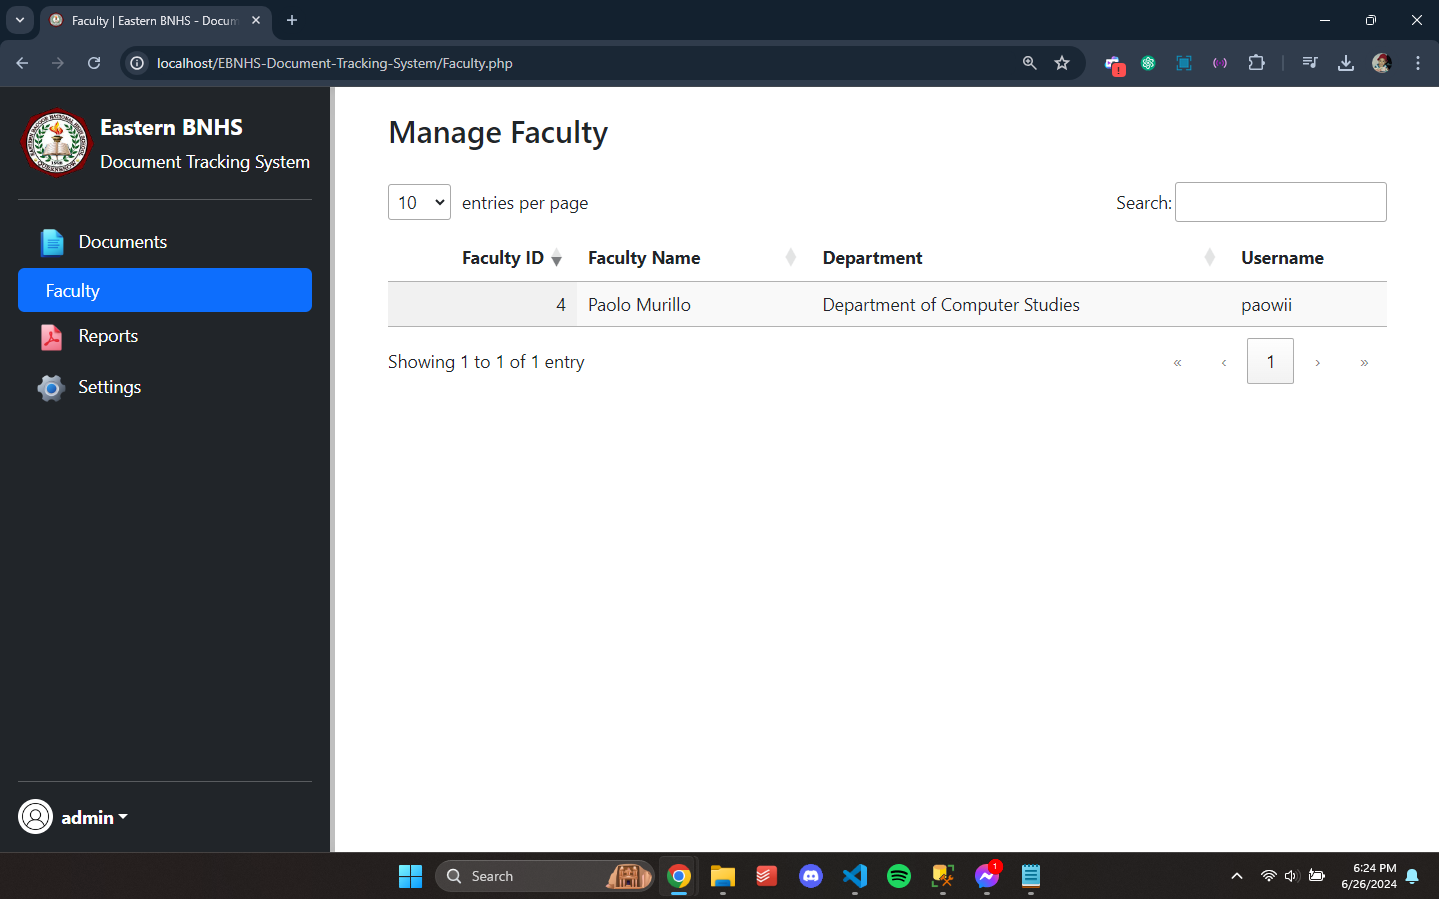 Faculty | Eastern BNHS - Docum
localhost/EBNHS-Document-Tracking-System/Faculty.php
Eastern BNHS
Document Tracking System
Documents
Faculty
Reports
Settings
admin
Manage Faculty
10 entries per page
Search:
Faculty ID Faculty Name Department Username
4 Paolo Murillo Department of Computer Studies paowii
Showing 1 to 1 of 1 entry
« ‹ 1 › »
Search
1
6:24 PM
6/26/2024